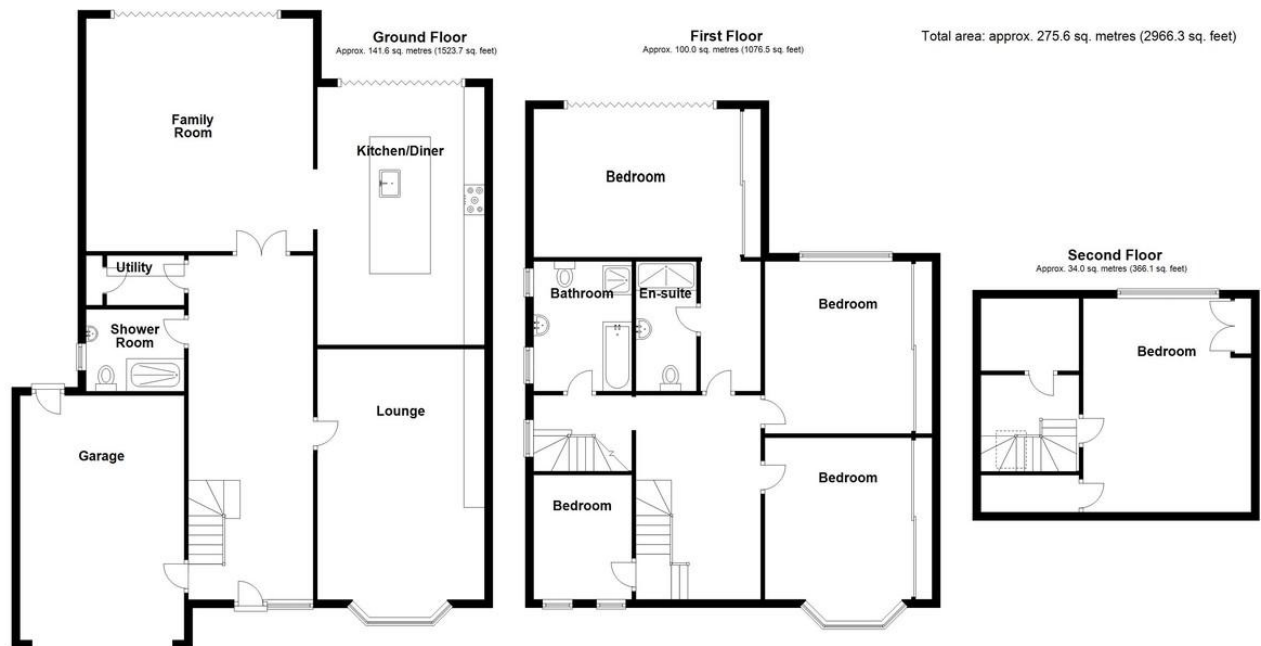 Ground Floor
Approx. 141.6 sq. metres (1523.7 sq. feet)
Family
Room
Kitchen/Diner
Utility
Shower
Room
Lounge
Garage
First Floor
Approx. 100.0 sq. metres (1076.5 sq. feet)
Bedroom
Bathroom
En-suite
Bedroom
Bedroom
Bedroom
Total area: approx. 275.6 sq. metres (2966.3 sq. feet)
Second Floor
Approx. 34.0 sq. metres (366.1 sq. feet)
Bedroom